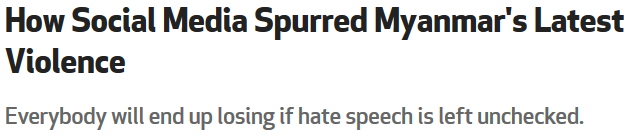 How Social Media Spurred Myanmar's Latest
Violence
Everybody will end up losing if hate speech is left unchecked.